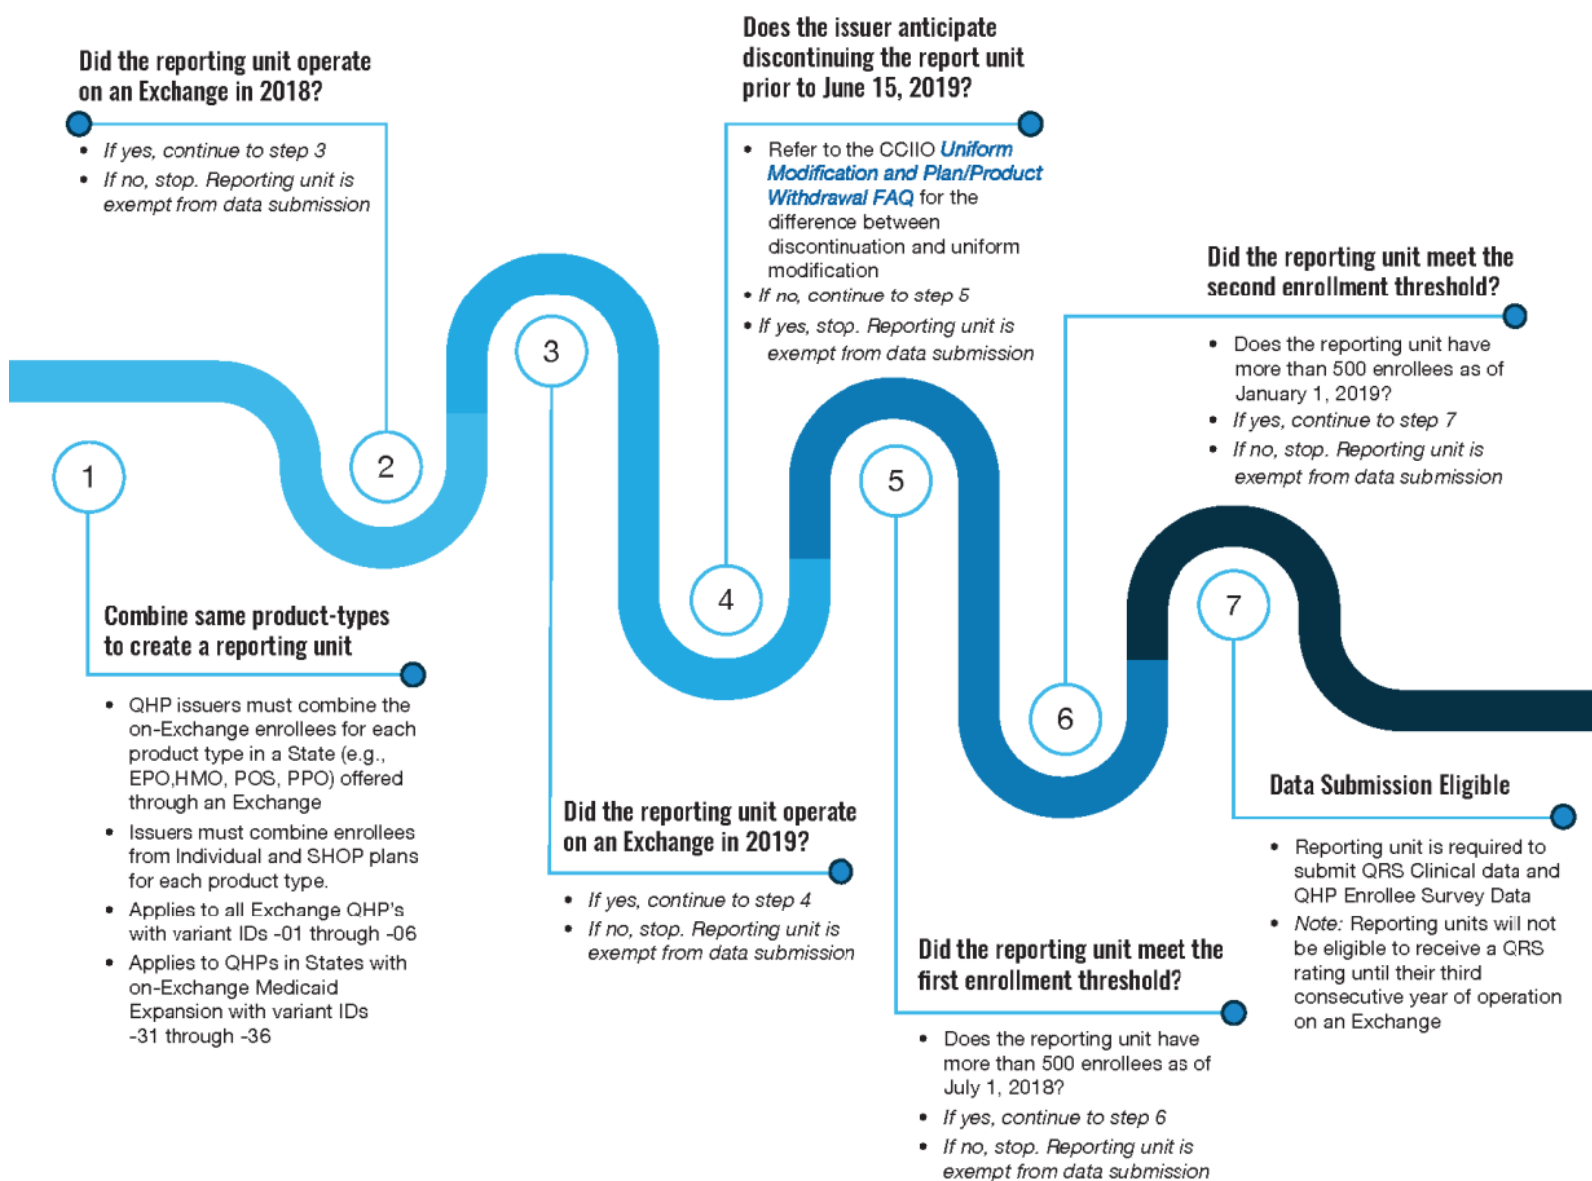 Did the reporting unit operate
on an Exchange in 2018?
• If yes, continue to step 3
• If no, stop. Reporting unit is
exempt from data submission
Does the issuer anticipate
discontinuing the report unit
prior to June 15, 2019?
• Refer to the CCIIO Uniform
Modification and Plan/Product
Withdrawal FAQ for the
difference between
discontinuation and uniform
modification
• If no, continue to step 5
• If yes, stop. Reporting unit is
exempt from data submission
Did the reporting unit meet the
second enrollment threshold?
• Does the reporting unit have
more than 500 enrollees as of
January 1, 2019?
• If yes, continue to step 7
• If no, stop. Reporting unit is
exempt from data submission
1
2
3
4
5
6
7
Combine same product-types
to create a reporting unit
• QHP issuers must combine the
on-Exchange enrollees for each
product type in a State (e.g.,
EPO,HMO, POS, PPO) offered
through an Exchange
• Issuers must combine enrollees
from Individual and SHOP plans
for each product type.
• Applies to all Exchange QHP's
with variant IDs -01 through -06
• Applies to QHPs in States with
on-Exchange Medicaid
Expansion with variant IDs
-31 through -36
Did the reporting unit operate
on an Exchange in 2019?
• If yes, continue to step 4
• If no, stop. Reporting unit is
exempt from data submission
Did the reporting unit meet the
first enrollment threshold?
• Does the reporting unit have
more than 500 enrollees as of
July 1, 2018?
• If yes, continue to step 6
• If no, stop. Reporting unit is
exempt from data submission
Data Submission Eligible
• Reporting unit is required to
submit QRS Clinical data and
QHP Enrollee Survey Data
• Note: Reporting units will not
be eligible to receive a QRS
rating until their third
consecutive year of operation
on an Exchange